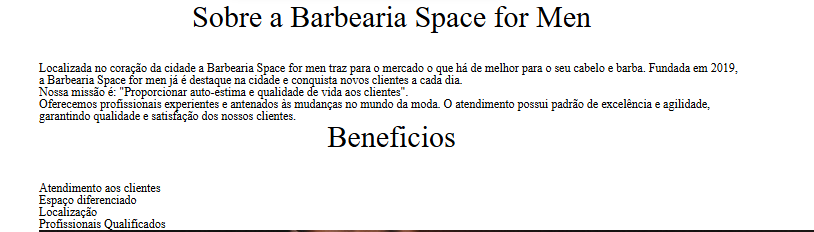 Sobre a Barbearia Space for Men
Localizada no coração da cidade a Barbearia Space for men traz para o mercado o que há de melhor para o seu cabelo e barba. Fundada em 2019,
a Barbearia Space for men já é destaque na cidade e conquista novos clientes a cada dia.
Nossa missão é: "Proporcionar auto-estima e qualidade de vida aos clientes".
Oferecemos profissionais experientes e antenados às mudanças no mundo da moda. O atendimento possui padrão de excelência e agilidade,
garantindo qualidade e satisfação dos nossos clientes.
Beneficios
Atendimento aos clientes
Espaço diferenciado
Localização
Profissionais Qualificados